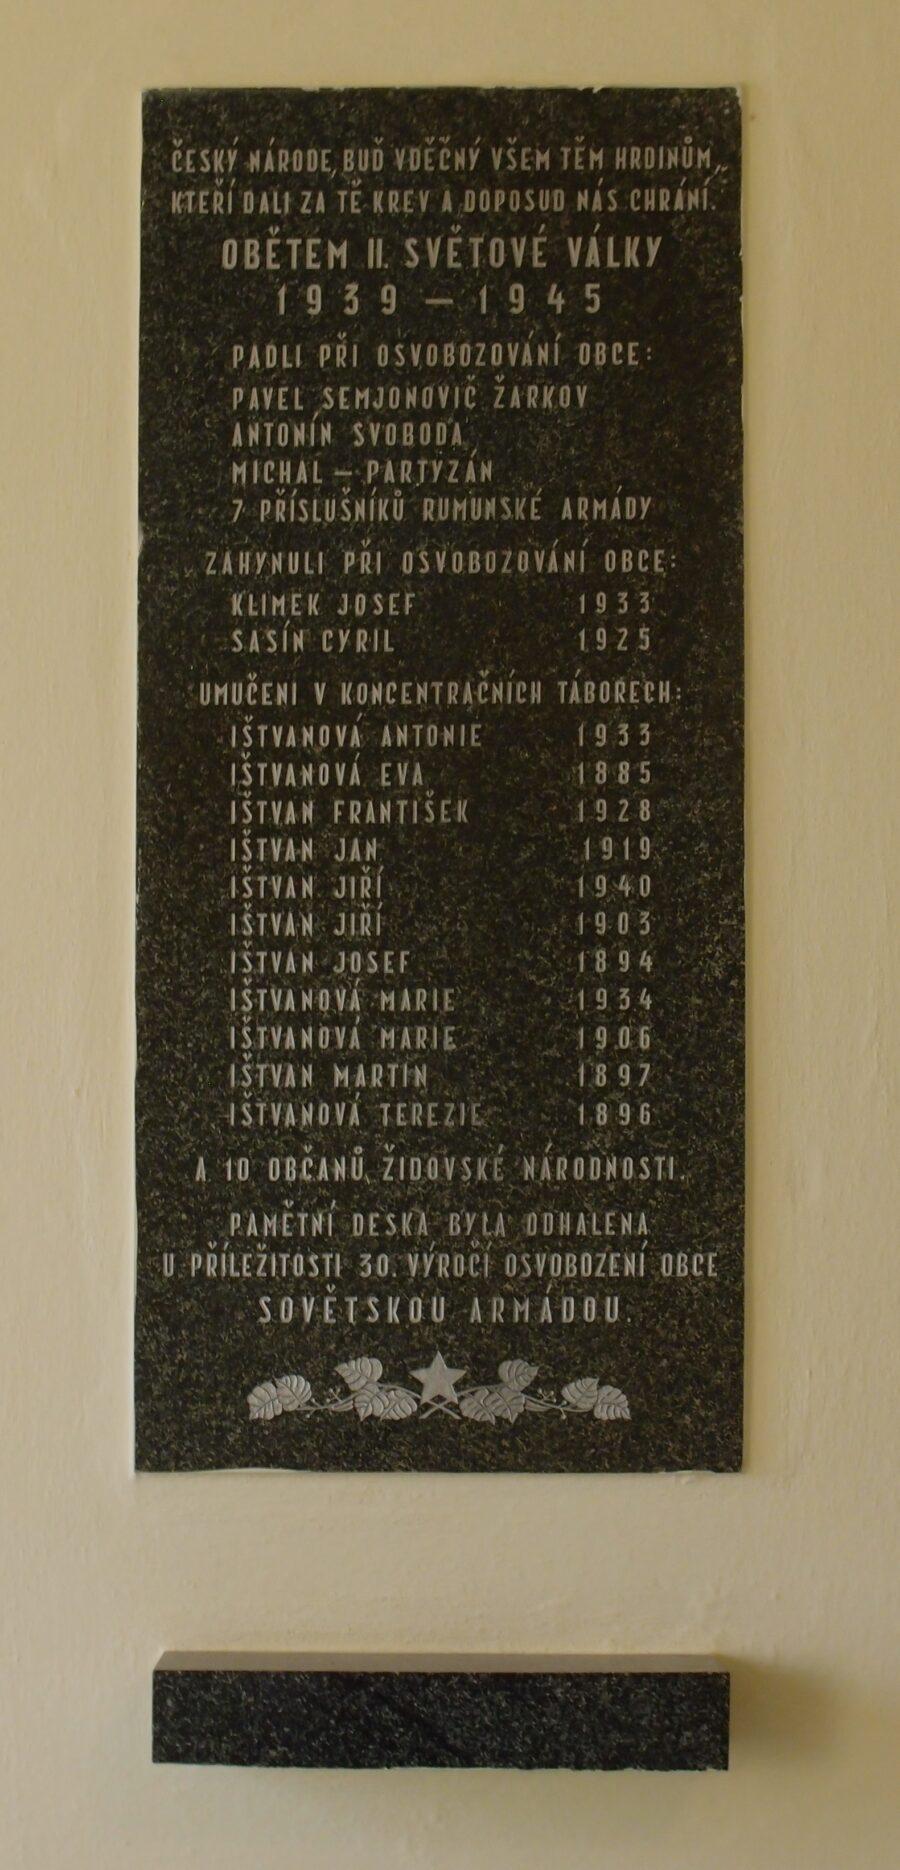 ČESKÝ NÁRODE, BUĎ VDĚČNÝ VŠEM TĚM HRDINŮM,
KTEŘÍ DALI ZA TĚ KREV A DOPOSUD NÁS CHRÁNÍ.
OBĚTEM II. SVĚTOVÉ VÁLKY
1939 — 1945
PADLI PŘI OSVOBOZOVÁNÍ OBCE:
PAVEL SEMJONOVIČ ŽARKOV
ANTONÍN SVOBODA
MICHAL — PARTYZÁN
7 PŘÍSLUŠNÍKŮ RUMUNSKÉ ARMÁDY
ZAHYNULI PŘI OSVOBOZOVÁNÍ OBCE:
KLIMEK JOSEF 1933
SASÍN CYRIL 1925
UMUČENI V KONCENTRAČNÍCH TÁBORECH:
IŠTVANOVÁ ANTONIE 1933
IŠTVANOVÁ EVA 1885
IŠTVAN FRANTIŠEK 1928
IŠTVAN JAN 1919
IŠTVAN JIŘÍ 1940
IŠTVAN JIŘÍ 1903
IŠTVAN JOSEF 1894
IŠTVANOVÁ MARIE 1934
IŠTVANOVÁ MARIE 1906
IŠTVAN MARTIN 1897
IŠTVANOVÁ TEREZIE 1896
A 10 OBČANŮ ŽIDOVSKÉ NÁRODNOSTI.
PAMĚTNÍ DESKA BYLA ODHALENA
U PŘÍLEŽITOSTI 30. VÝROČÍ OSVOBOZENÍ OBCE
SOVĚTSKOU ARMÁDOU.